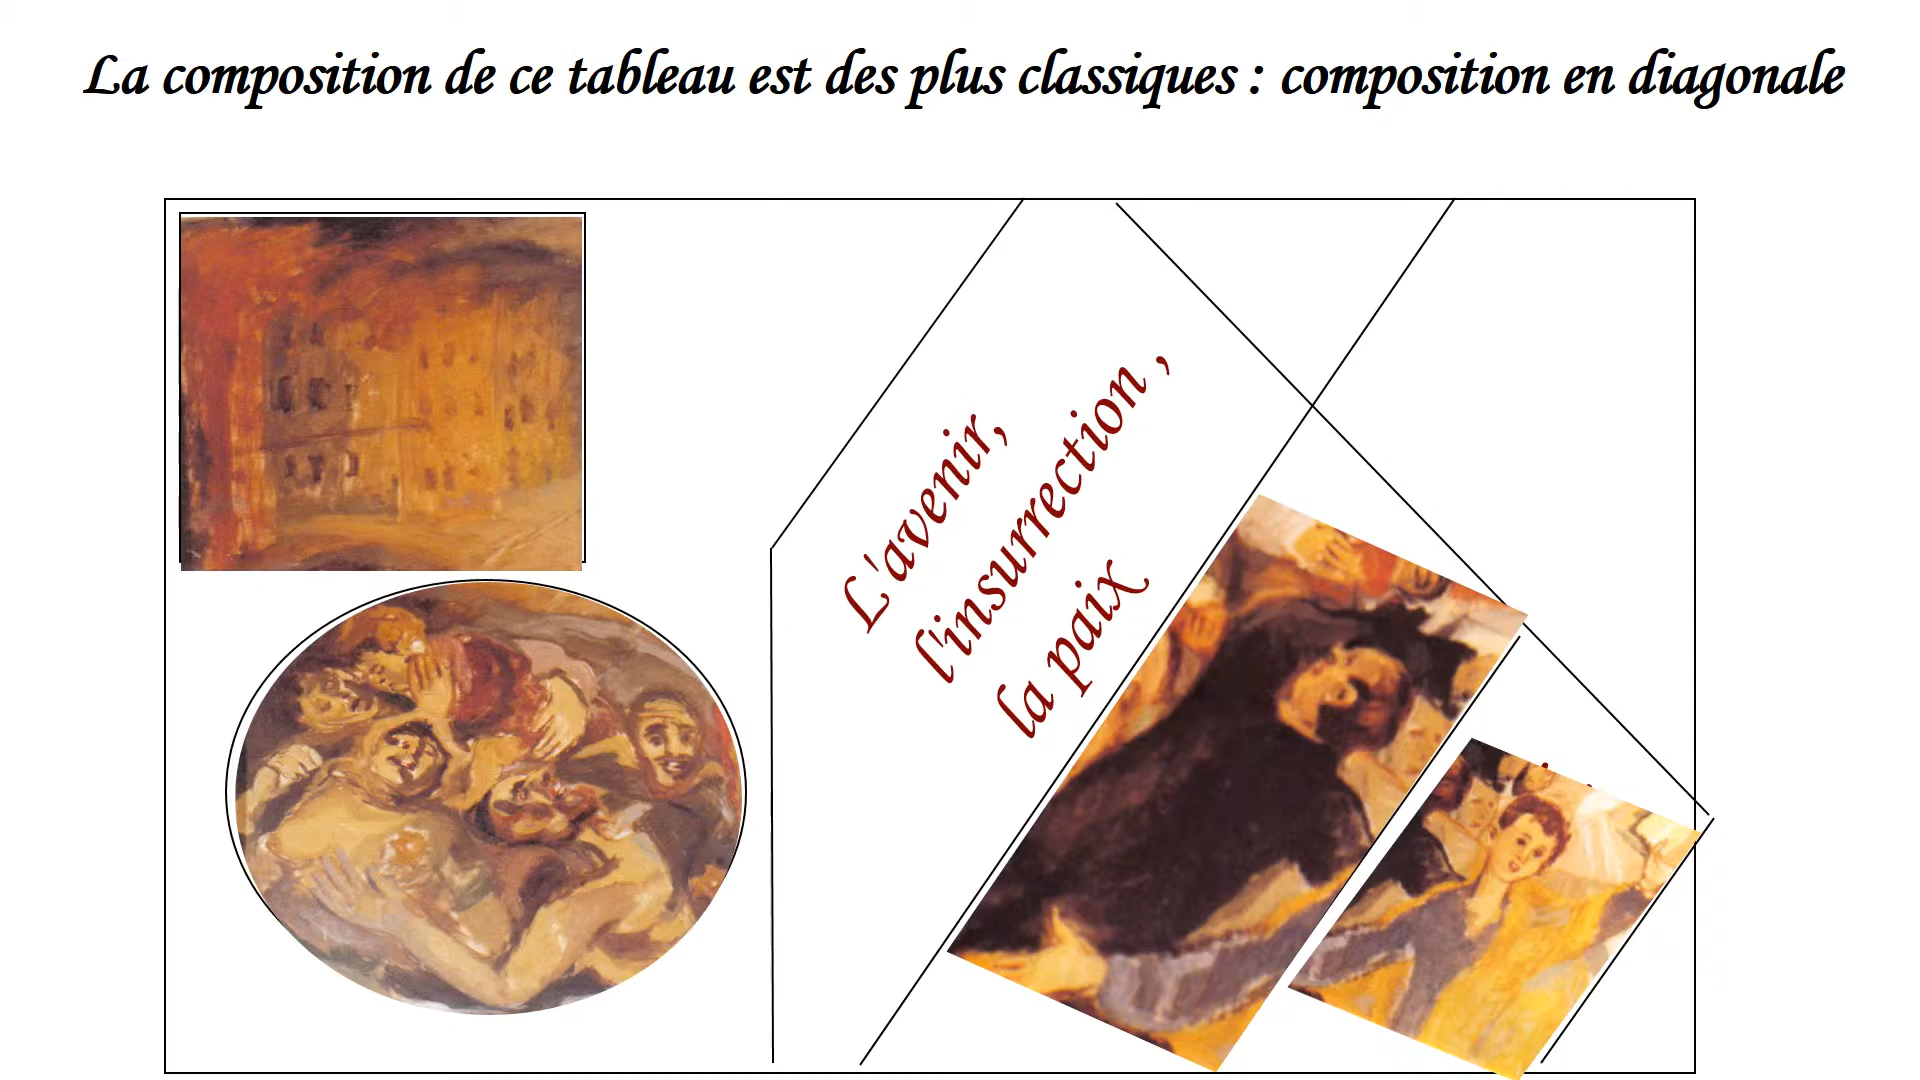 La composition de ce tableau est des plus classiques : composition en diagonale
L'avenir,
l'insurrection ,
la paix